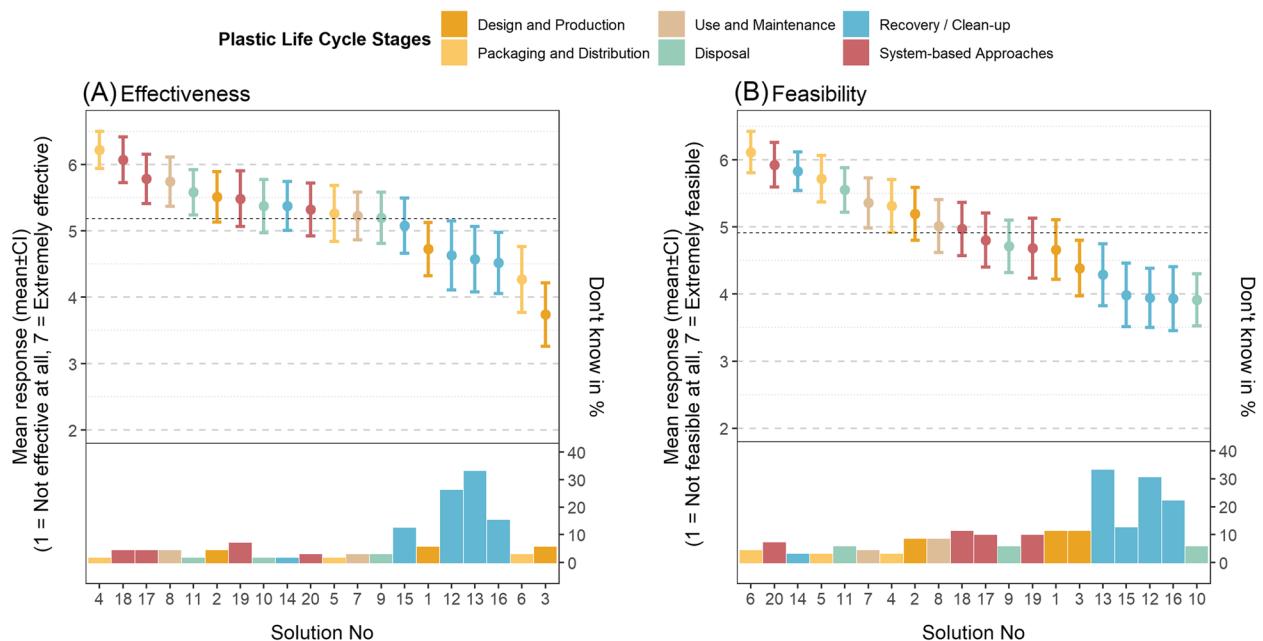 Plastic Life Cycle Stages
Design and Production
Use and Maintenance
Recovery / Clean-up
Packaging and Distribution
Disposal
System-based Approaches
(A) Effectiveness
Mean response (mean±CI)
(1 = Not effective at all, 7 = Extremely effective)
6
5
4
3
2
Don't know in %
40
30
20
10
0
4 18 17 8 11 2 19 10 14 20 5 7 9 15 1 12 13 16 6 3
Solution No
(B) Feasibility
Mean response (mean±CI)
(1 = Not feasible at all, 7 = Extremely feasible)
6
5
4
3
2
Don't know in %
40
30
20
10
0
6 20 14 5 11 7 4 2 8 18 17 9 19 1 3 13 15 12 16 10
Solution No